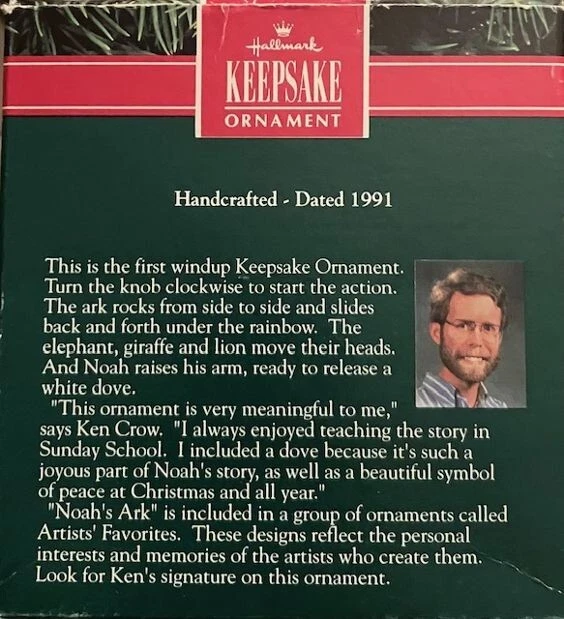 Hallmark
KEEPSAKE
ORNAMENT
Handcrafted - Dated 1991
This is the first windup Keepsake Ornament.
Turn the knob clockwise to start the action.
The ark rocks from side to side and slides
back and forth under the rainbow. The
elephant, giraffe and lion move their heads.
And Noah raises his arm, ready to release a
white dove.
"This ornament is very meaningful to me,"
says Ken Crow. "I always enjoyed teaching the story in
Sunday School. I included a dove because it's such a
joyous part of Noah's story, as well as a beautiful symbol
of peace at Christmas and all year."
"Noah's Ark" is included in a group of ornaments called
Artists' Favorites. These designs reflect the personal
interests and memories of the artists who create them.
Look for Ken's signature on this ornament.